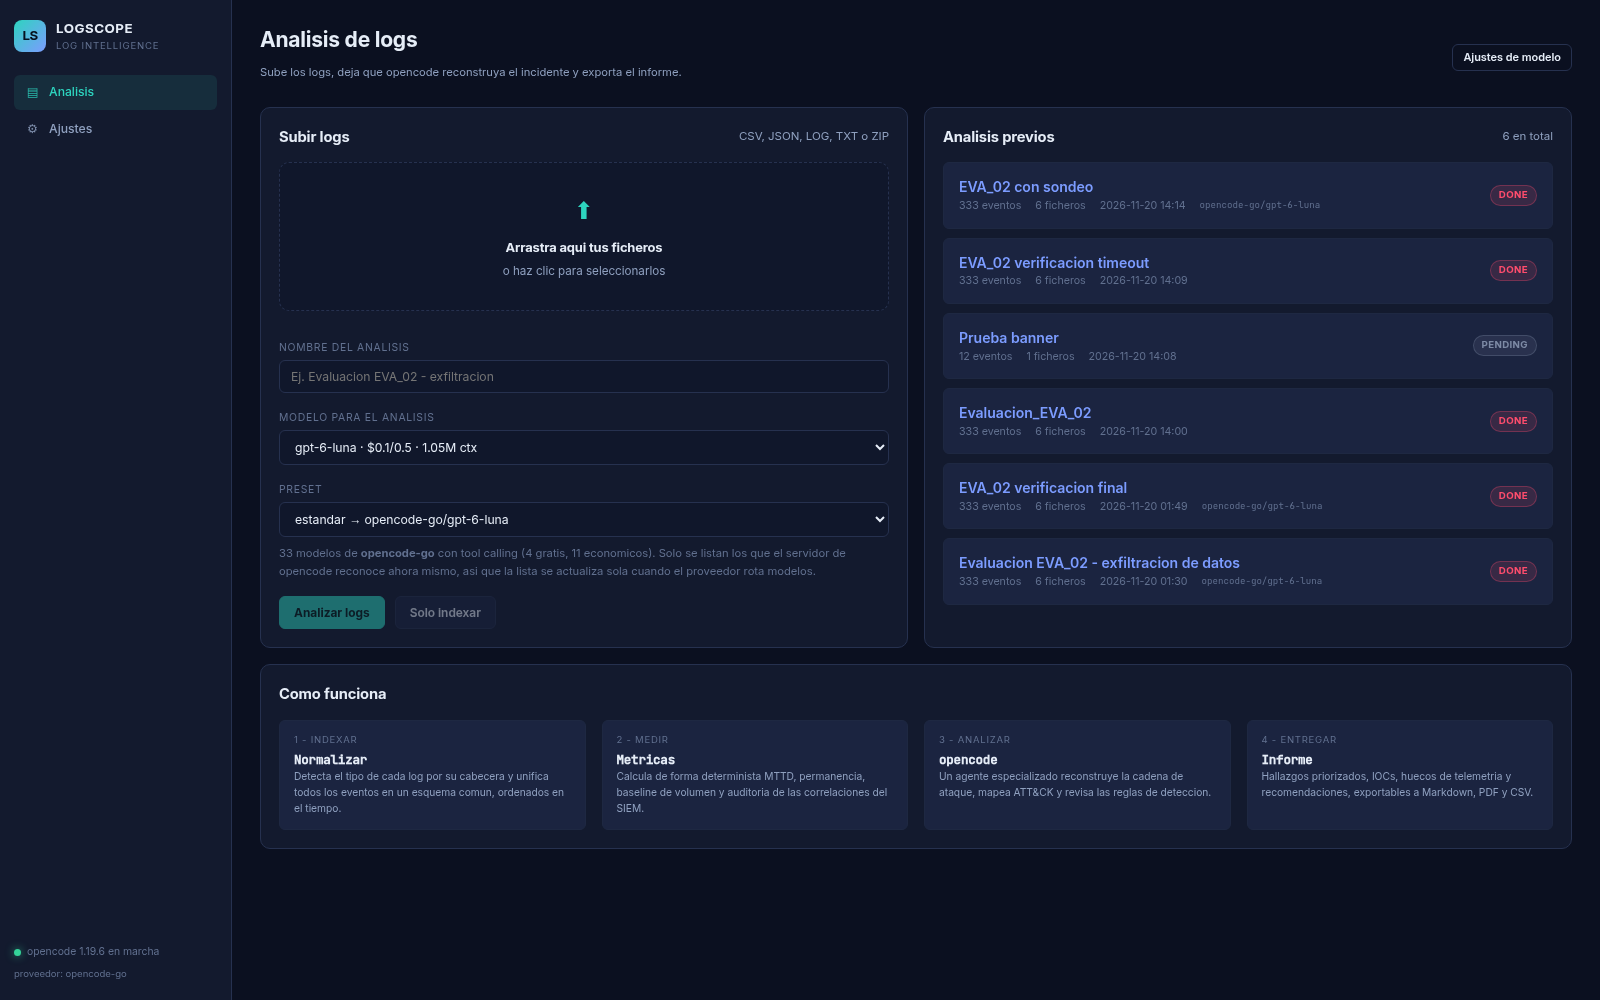 LS
LOGSCOPE
LOG INTELLIGENCE
Analisis
Ajustes
opencode 1.19.6 en marcha
proveedor: opencode-go
Analisis de logs
Sube los logs, deja que opencode reconstruya el incidente y exporta el informe.
Ajustes de modelo
Subir logs
CSV, JSON, LOG, TXT o ZIP
Arrastra aqui tus ficheros
o haz clic para seleccionarlos
NOMBRE DEL ANALISIS
Ej. Evaluacion EVA_02 - exfiltracion
MODELO PARA EL ANALISIS
gpt-6-luna · $0.1/0.5 · 1.05M ctx
PRESET
estandar → opencode-go/gpt-6-luna
33 modelos de opencode-go con tool calling (4 gratis, 11 economicos). Solo se listan los que el servidor de
opencode reconoce ahora mismo, asi que la lista se actualiza sola cuando el proveedor rota modelos.
Analizar logs
Solo indexar
Analisis previos
6 en total
EVA_02 con sondeo
333 eventos 6 ficheros 2026-11-20 14:14 opencode-go/gpt-6-luna
DONE
EVA_02 verificacion timeout
333 eventos 6 ficheros 2026-11-20 14:09
DONE
Prueba banner
12 eventos 1 ficheros 2026-11-20 14:08
PENDING
Evaluacion_EVA_02
333 eventos 6 ficheros 2026-11-20 14:00
DONE
EVA_02 verificacion final
333 eventos 6 ficheros 2026-11-20 01:49 opencode-go/gpt-6-luna
DONE
Evaluacion EVA_02 - exfiltracion de datos
333 eventos 6 ficheros 2026-11-20 01:30 opencode-go/gpt-6-luna
DONE
Como funciona
1 - INDEXAR
Normalizar
Detecta el tipo de cada log por su cabecera y unifica
todos los eventos en un esquema comun, ordenados en
el tiempo.
2 - MEDIR
Metricas
Calcula de forma determinista MTTD, permanencia,
baseline de volumen y auditoria de las correlaciones del
SIEM.
3 - ANALIZAR
opencode
Un agente especializado reconstruye la cadena de
ataque, mapea ATT&CK y revisa las reglas de deteccion.
4 - ENTREGAR
Informe
Hallazgos priorizados, IOCs, huecos de telemetria y
recomendaciones, exportables a Markdown, PDF y CSV.